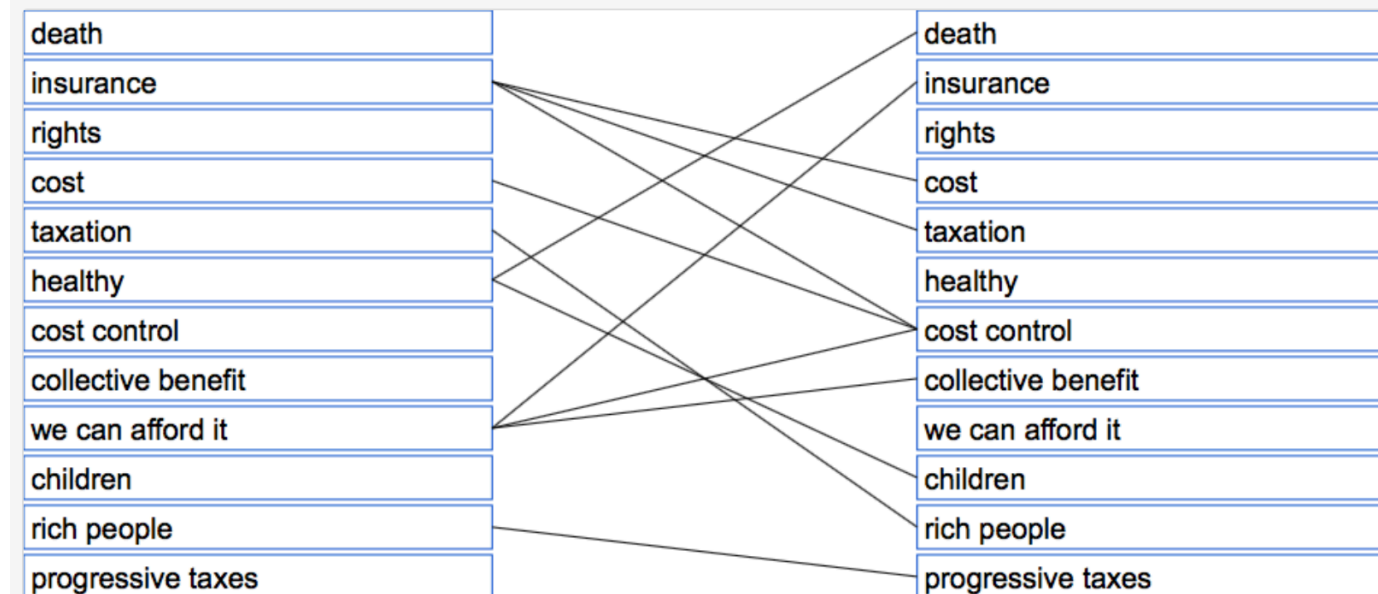 death
insurance
rights
cost
taxation
healthy
cost control
collective benefit
we can afford it
children
rich people
progressive taxes
death
insurance
rights
cost
taxation
healthy
cost control
collective benefit
we can afford it
children
rich people
progressive taxes